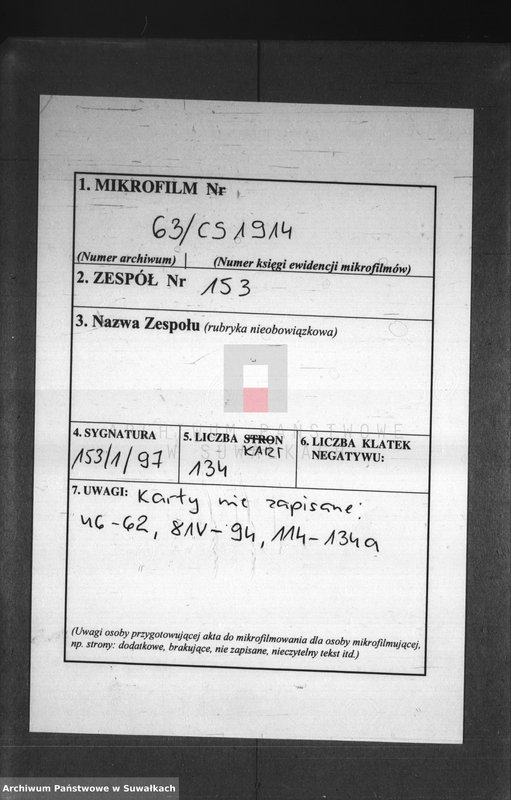 1. MIKROFILM Nr
63/CS1914
(Numer archiwum) (Numer księgi ewidencji mikrofilmów)
2. ZESPÓŁ Nr 153
3. Nazwa Zespołu (rubryka nieobowiązkowa)
ARCHIWUM PAŃSTWOWE
W SUWAŁKACH
4. SYGNATURA
153/1/97
5. LICZBA STRON
KART
134
6. LICZBA KLATEK
NEGATYWU:
7. UWAGI: Karty nie zapisane:
46-62, 81V-94, 114-134a
(Uwagi osoby przygotowującej akta do mikrofilmowania dla osoby mikrofilmującej,
np. strony: dodatkowe, brakujące, nie zapisane, nieczytelny tekst itd.)
Archiwum Państwowe w Suwałkach